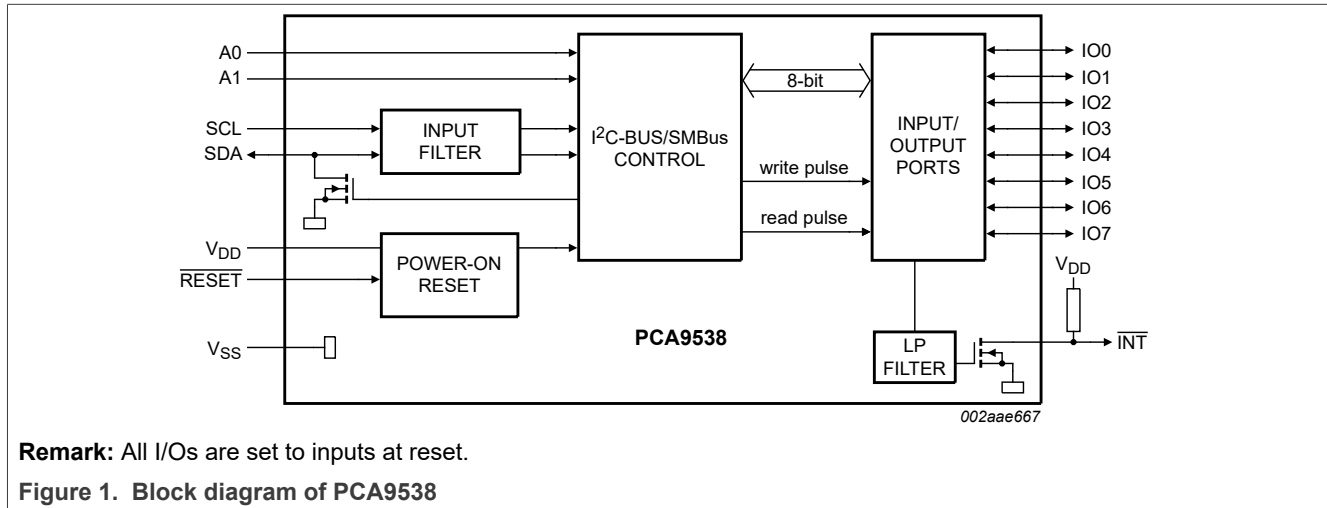 A0
A1
SCL
SDA
VDD
RESET
VSS
INPUT
FILTER
POWER-ON
RESET
I2C-BUS/SMBus
CONTROL
8-bit
write pulse
read pulse
INPUT/
OUTPUT
PORTS
IO0
IO1
IO2
IO3
IO4
IO5
IO6
IO7
VDD
INT
PCA9538
LP
FILTER
002aae667
Remark: All I/Os are set to inputs at reset.
Figure 1. Block diagram of PCA9538